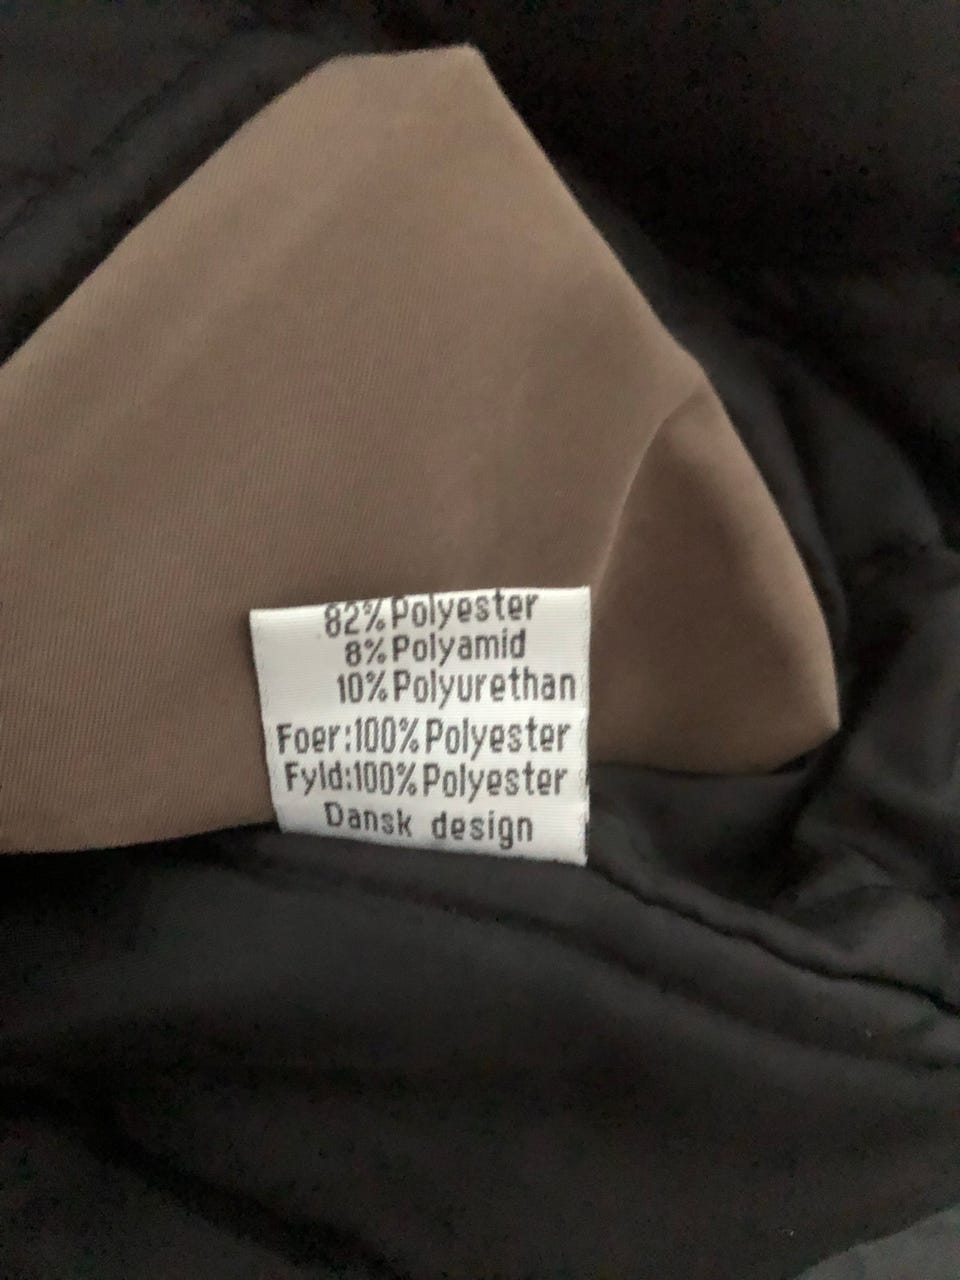 82% Polyester
8% Polyamid
10% Polyurethan
Foer:100% Polyester
Fyld:100% Polyester
Dansk design